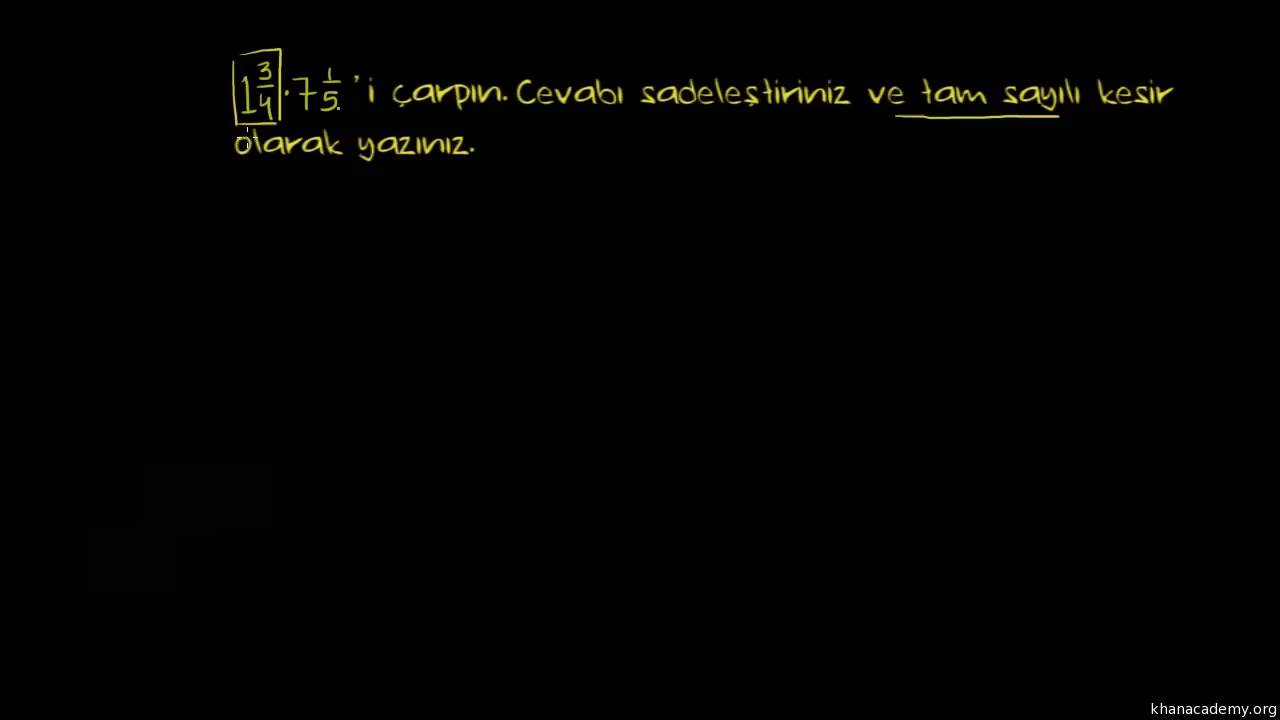 1 3/4 · 7 1/5 'i çarpın. Cevabı sadeleştiriniz ve tam sayılı kesir
olarak yazınız.
khanacademy.org